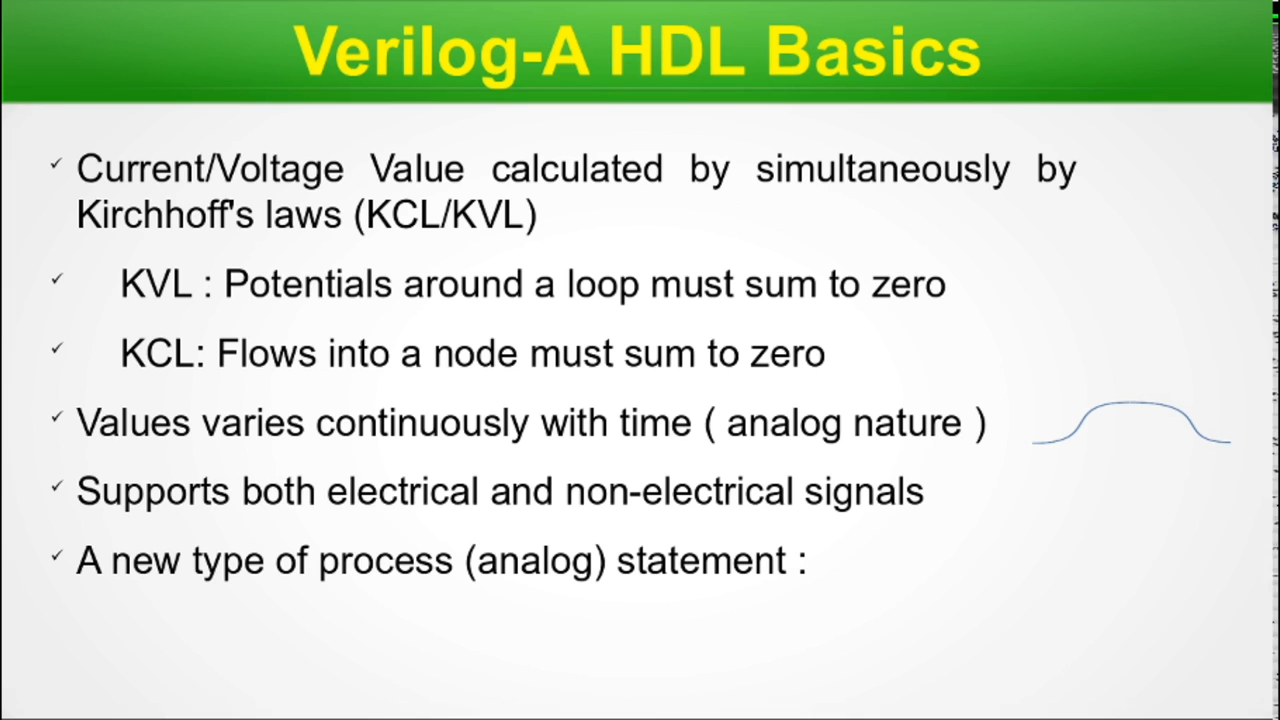 Verilog-A HDL Basics
✓ Current/Voltage Value calculated by simultaneously by
Kirchhoff's laws (KCL/KVL)
✓ KVL : Potentials around a loop must sum to zero
✓ KCL: Flows into a node must sum to zero
✓ Values varies continuously with time ( analog nature )
✓ Supports both electrical and non-electrical signals
✓ A new type of process (analog) statement :